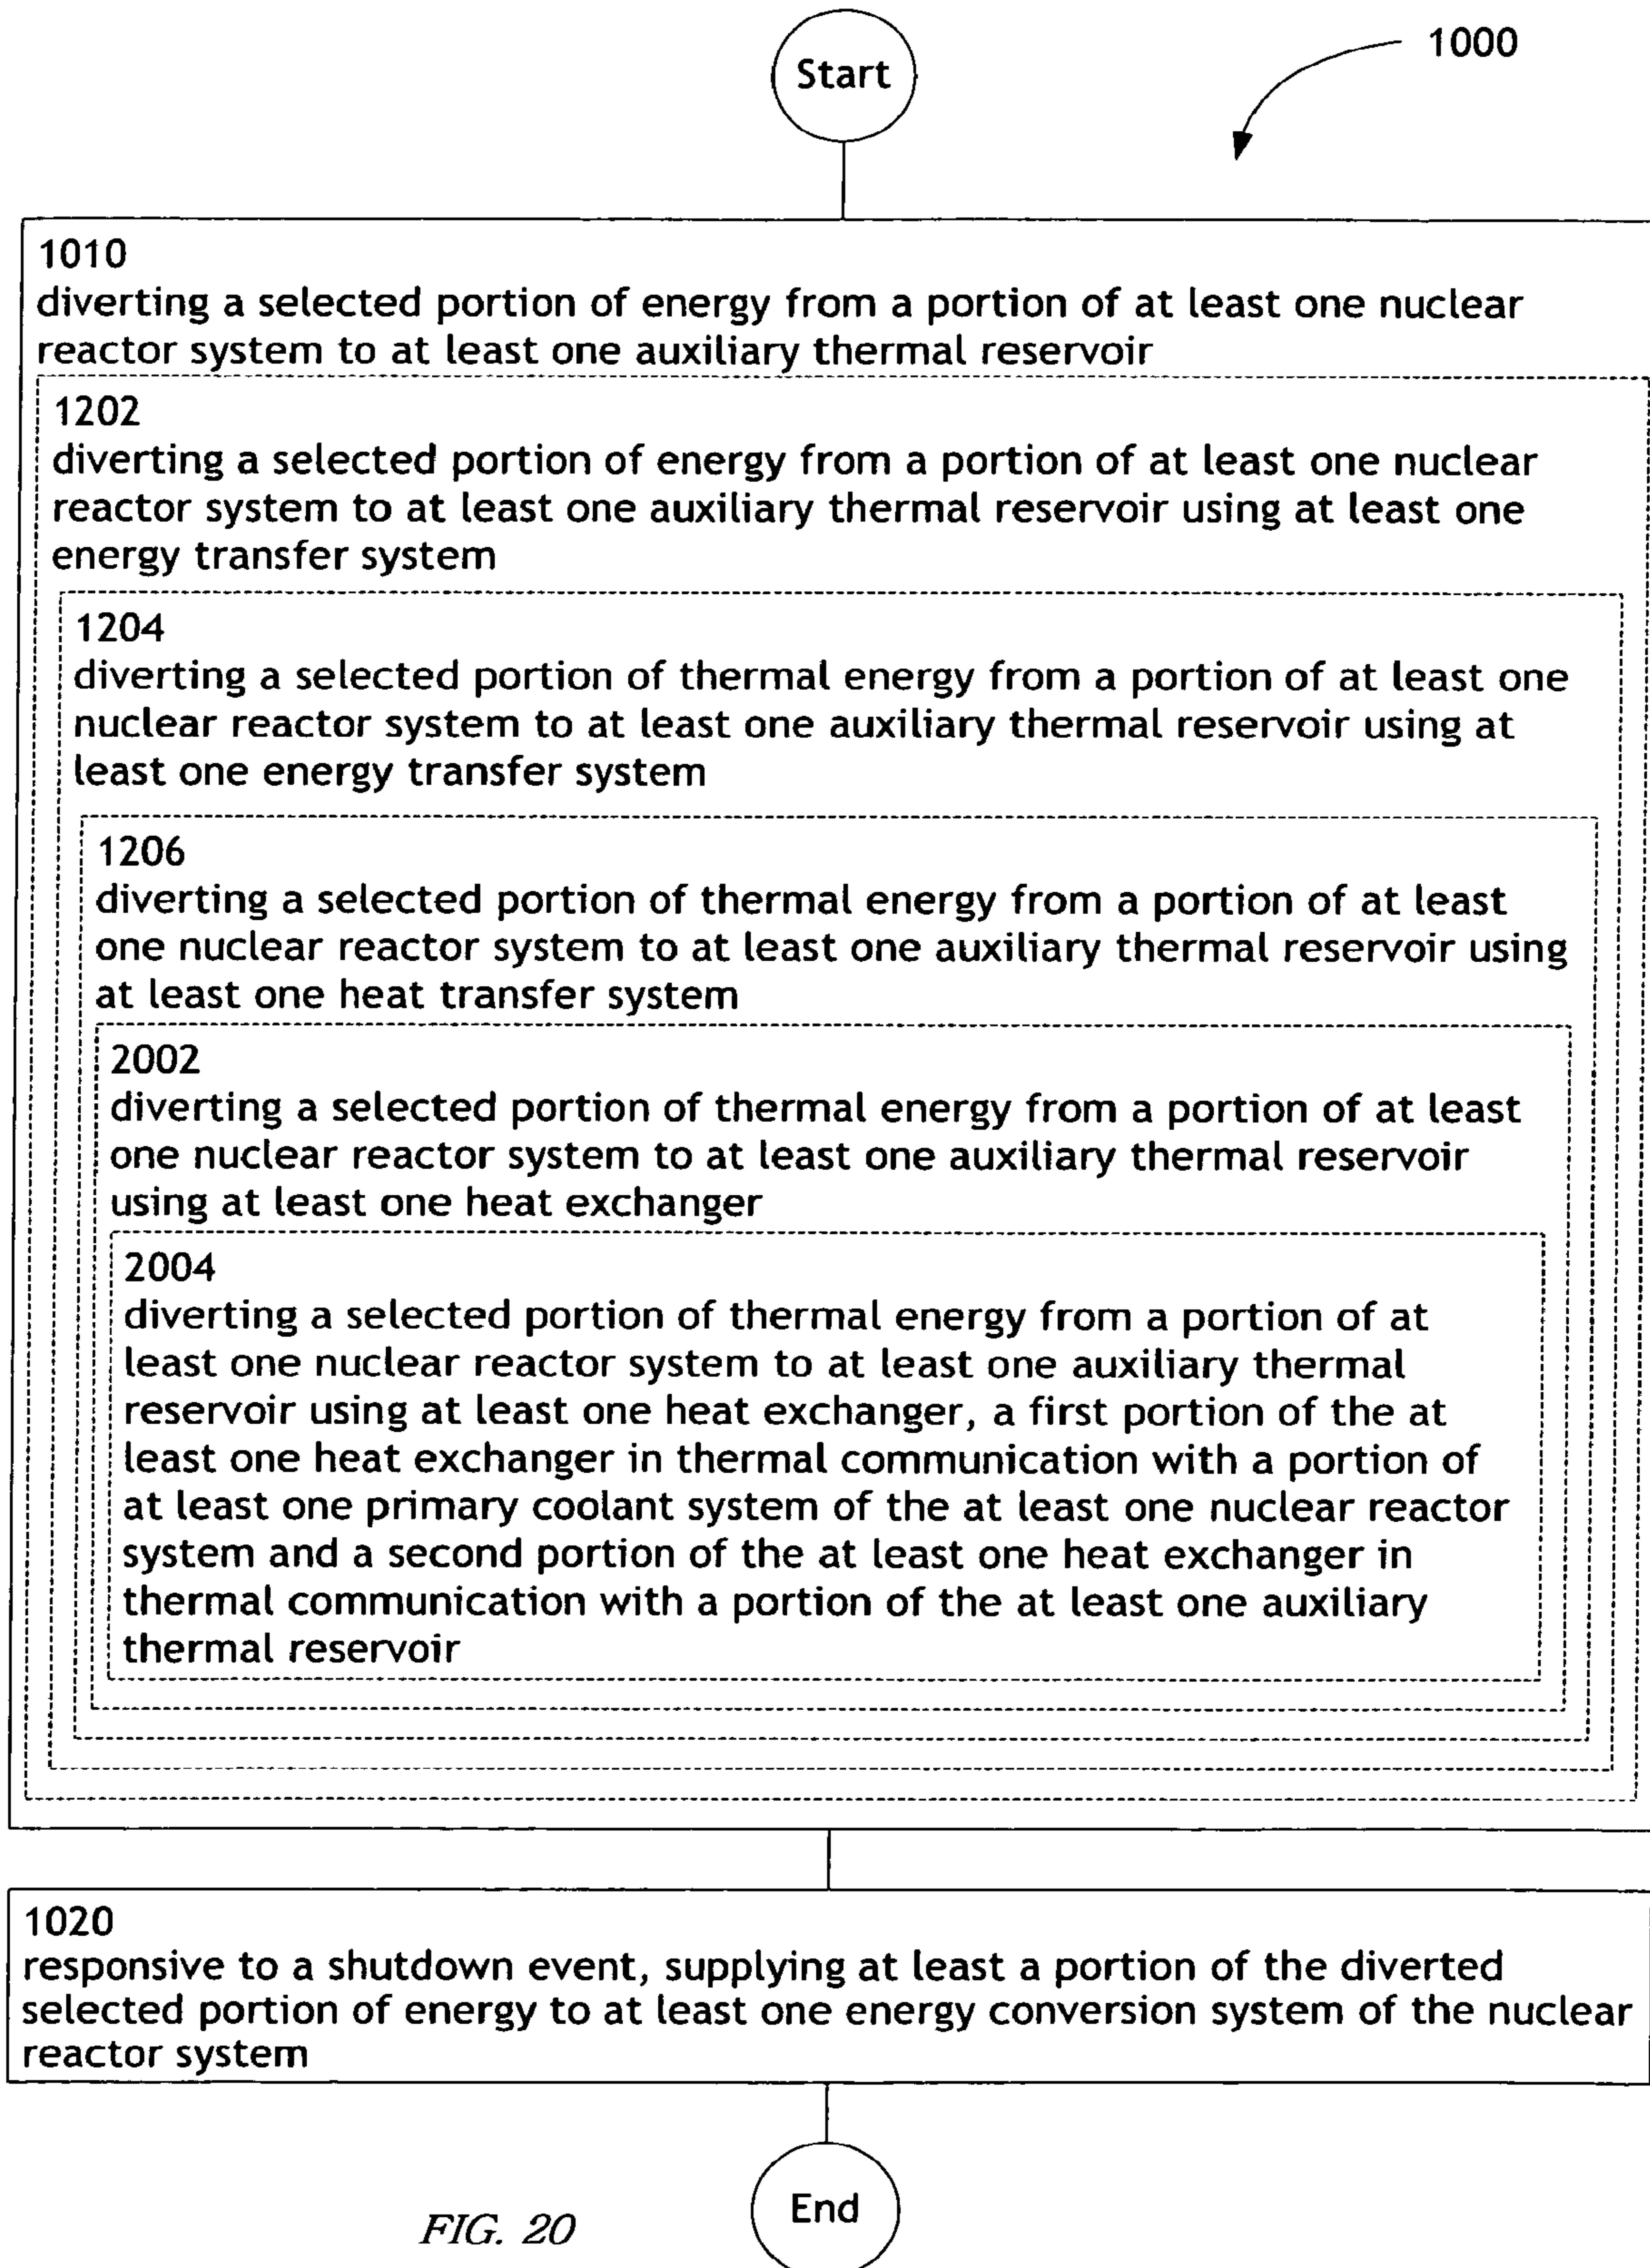 Start
1000
1010
diverting a selected portion of energy from a portion of at least one nuclear
reactor system to at least one auxiliary thermal reservoir
1202
diverting a selected portion of energy from a portion of at least one nuclear
reactor system to at least one auxiliary thermal reservoir using at least one
energy transfer system
1204
diverting a selected portion of thermal energy from a portion of at least one
nuclear reactor system to at least one auxiliary thermal reservoir using at
least one energy transfer system
1206
diverting a selected portion of thermal energy from a portion of at least
one nuclear reactor system to at least one auxiliary thermal reservoir using
at least one heat transfer system
2002
diverting a selected portion of thermal energy from a portion of at least
one nuclear reactor system to at least one auxiliary thermal reservoir
using at least one heat exchanger
2004
diverting a selected portion of thermal energy from a portion of at
least one nuclear reactor system to at least one auxiliary thermal
reservoir using at least one heat exchanger, a first portion of the at
least one heat exchanger in thermal communication with a portion of
at least one primary coolant system of the at least one nuclear reactor
system and a second portion of the at least one heat exchanger in
thermal communication with a portion of the at least one auxiliary
thermal reservoir
1020
responsive to a shutdown event, supplying at least a portion of the diverted
selected portion of energy to at least one energy conversion system of the nuclear
reactor system
End
FIG. 20